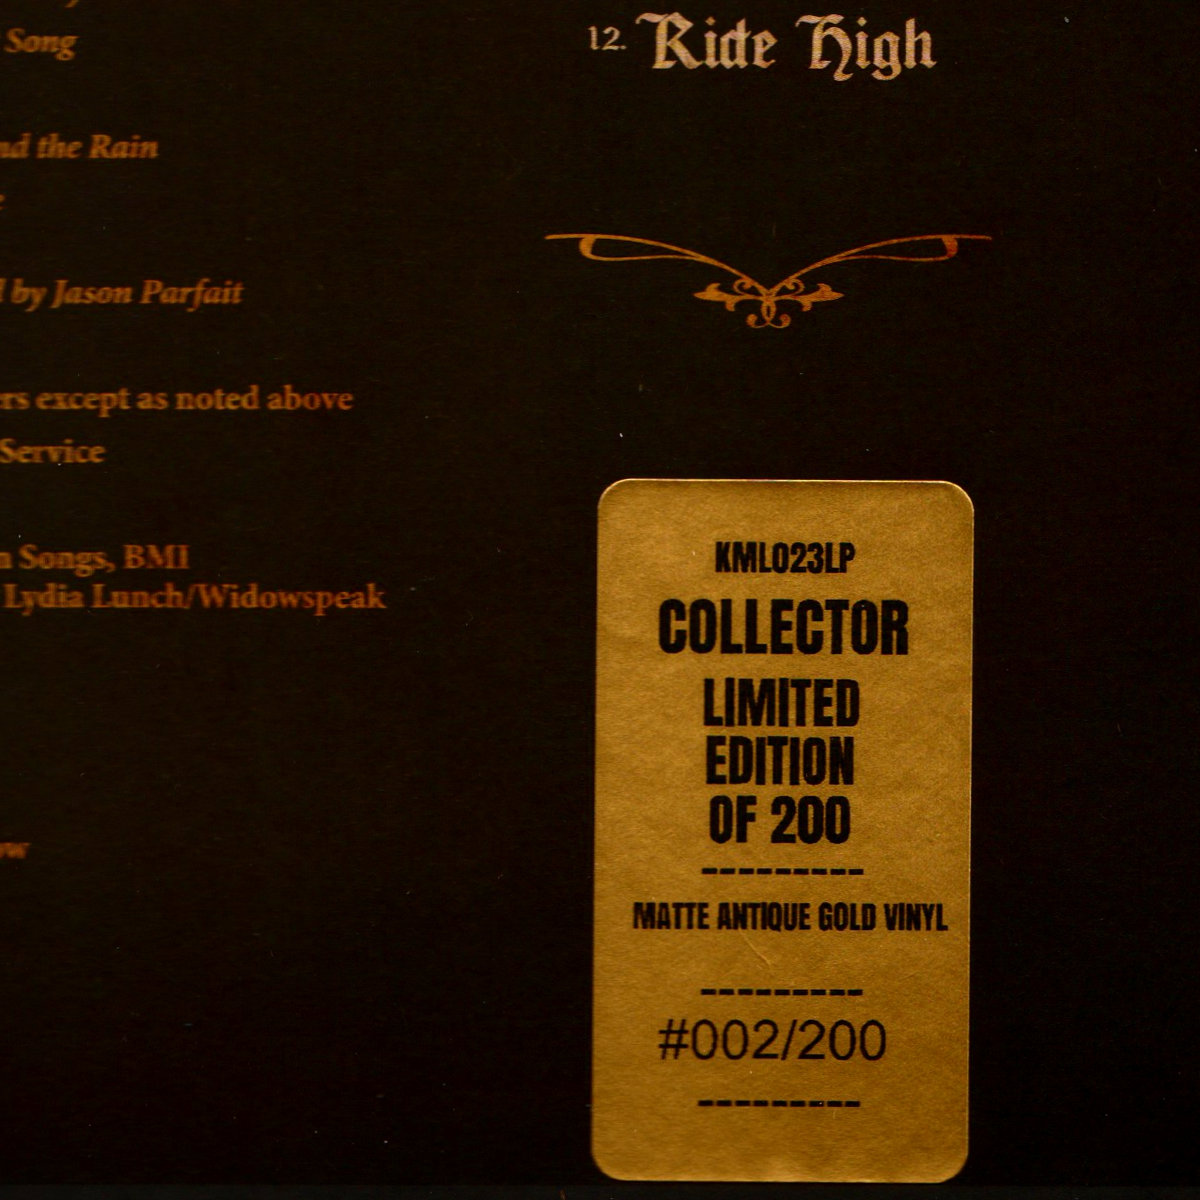 Song
12. Ride High
nd the Rain
l by Jason Parfait
rs except as noted above
Service
n Songs, BMI
Lydia Lunch/Widowspeak
ow
KML023LP
COLLECTOR
LIMITED
EDITION
OF 200
---------
MATTE ANTIQUE GOLD VINYL
---------
#002/200
---------